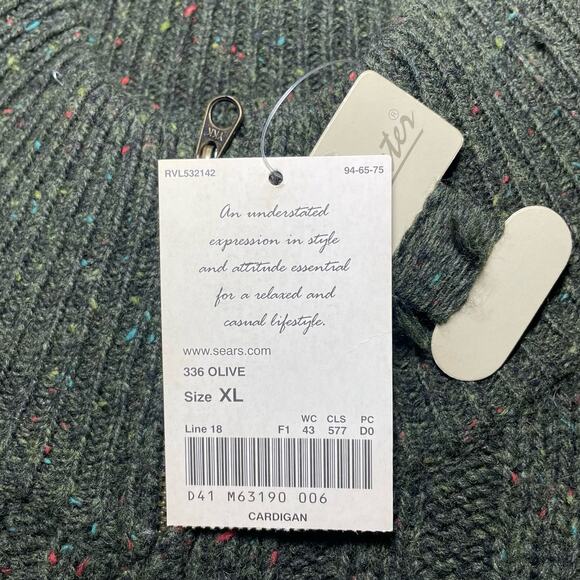 YKK
RVL532142 94-65-75
An understated
expression in style
and attitude essential
for a relaxed and
casual lifestyle.
www.sears.com
336 OLIVE
Size XL
WC CLS PC
Line 18 F1 43 577 D0
D41 M63190 006
CARDIGAN